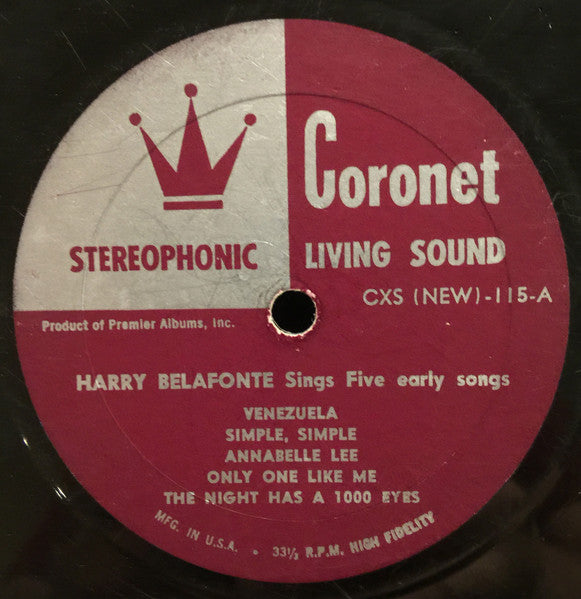 Coronet
STEREOPHONIC LIVING SOUND
CXS (NEW)-115-A
Product of Premier Albums, Inc.
HARRY BELAFONTE Sings Five early songs
VENEZUELA
SIMPLE, SIMPLE
ANNABELLE LEE
ONLY ONE LIKE ME
THE NIGHT HAS A 1000 EYES
MFG. IN U.S.A. • 33⅓ R.P.M. HIGH FIDELITY